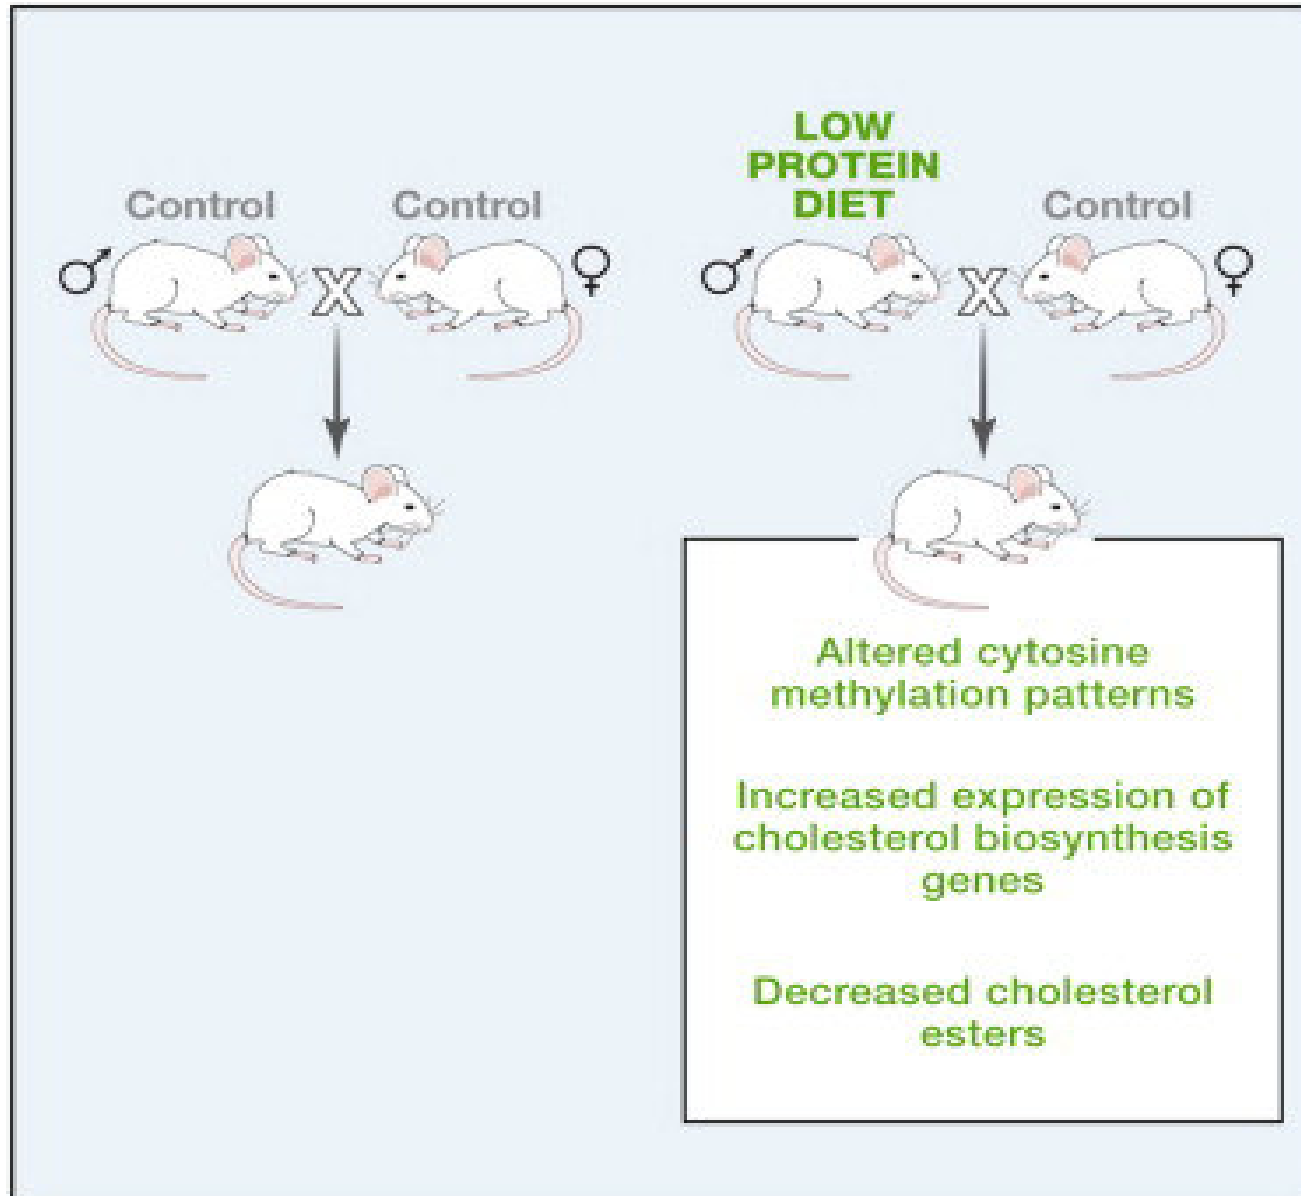 Control
Control
X
LOW
PROTEIN
DIET
Control
X
Altered cytosine
methylation patterns
Increased expression of
cholesterol biosynthesis
genes
Decreased cholesterol
esters